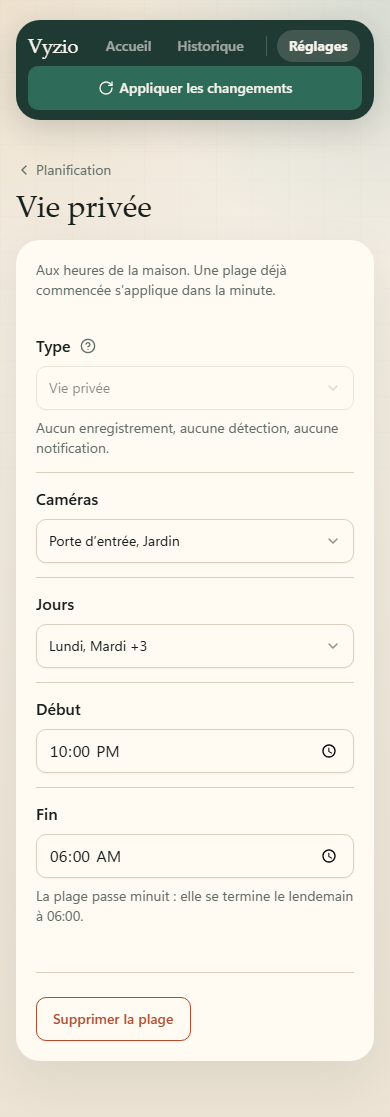 Vyzio
Accueil
Historique
Réglages
Appliquer les changements
Planification
Vie privée
Aux heures de la maison. Une plage déjà
commencée s’applique dans la minute.
Type
Vie privée
Aucun enregistrement, aucune détection, aucune
notification.
Caméras
Porte d’entrée, Jardin
Jours
Lundi, Mardi +3
Début
10:00 PM
Fin
06:00 AM
La plage passe minuit : elle se termine le lendemain
à 06:00.
Supprimer la plage